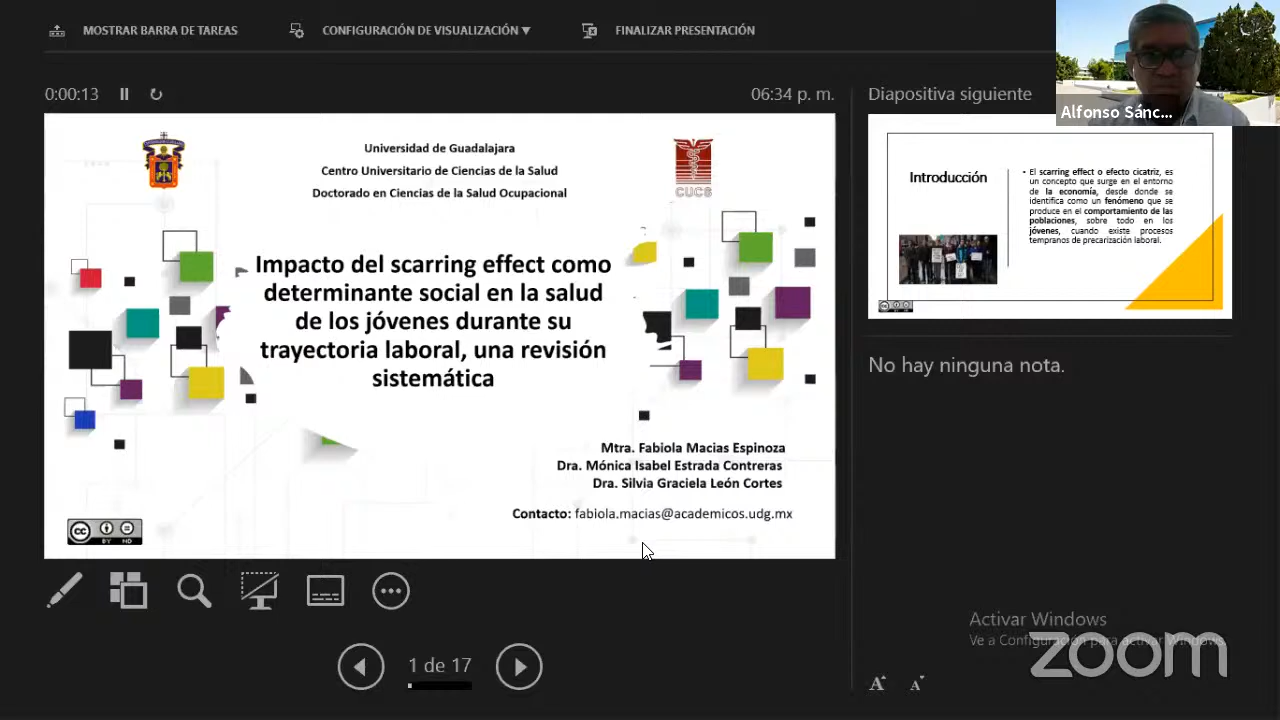 MOSTRAR BARRA DE TAREAS
CONFIGURACIÓN DE VISUALIZACIÓN ▼
FINALIZAR PRESENTACIÓN
0:00:13
06:34 p. m.
Universidad de Guadalajara
Centro Universitario de Ciencias de la Salud
Doctorado en Ciencias de la Salud Ocupacional
CUCS
Impacto del scarring effect como
determinante social en la salud
de los jóvenes durante su
trayectoria laboral, una revisión
sistemática
Mtra. Fabiola Macias Espinoza
Dra. Mónica Isabel Estrada Contreras
Dra. Silvia Graciela León Cortes
Contacto: fabiola.macias@academicos.udg.mx
cc
BY ND
1 de 17
Alfonso Sánc...
Diapositiva siguiente
Introducción
• El scarring effect o efecto cicatriz, es
un concepto que surge en el entorno
de la economía, desde donde se
identifica como un fenómeno que se
produce en el comportamiento de las
poblaciones, sobre todo en los
jóvenes, cuando existe procesos
tempranos de precarización laboral.
No hay ninguna nota.
Activar Windows
Ve a Configuración para activar Windows.
zoom
A A